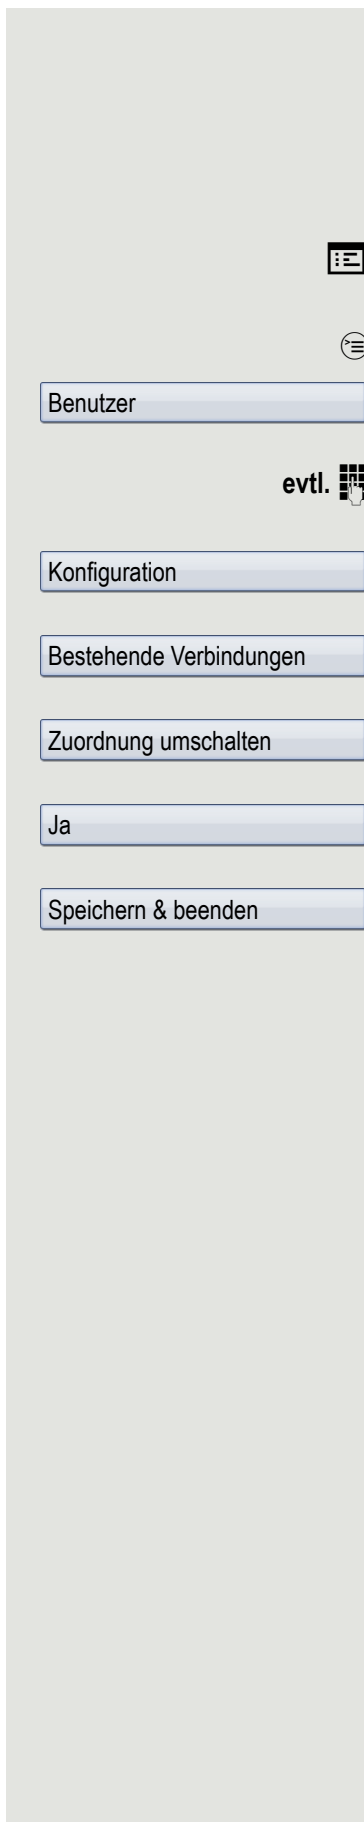 Benutzer
evtl.
Konfiguration
Bestehende Verbindungen
Zuordnung umschalten
Ja
Speichern & beenden